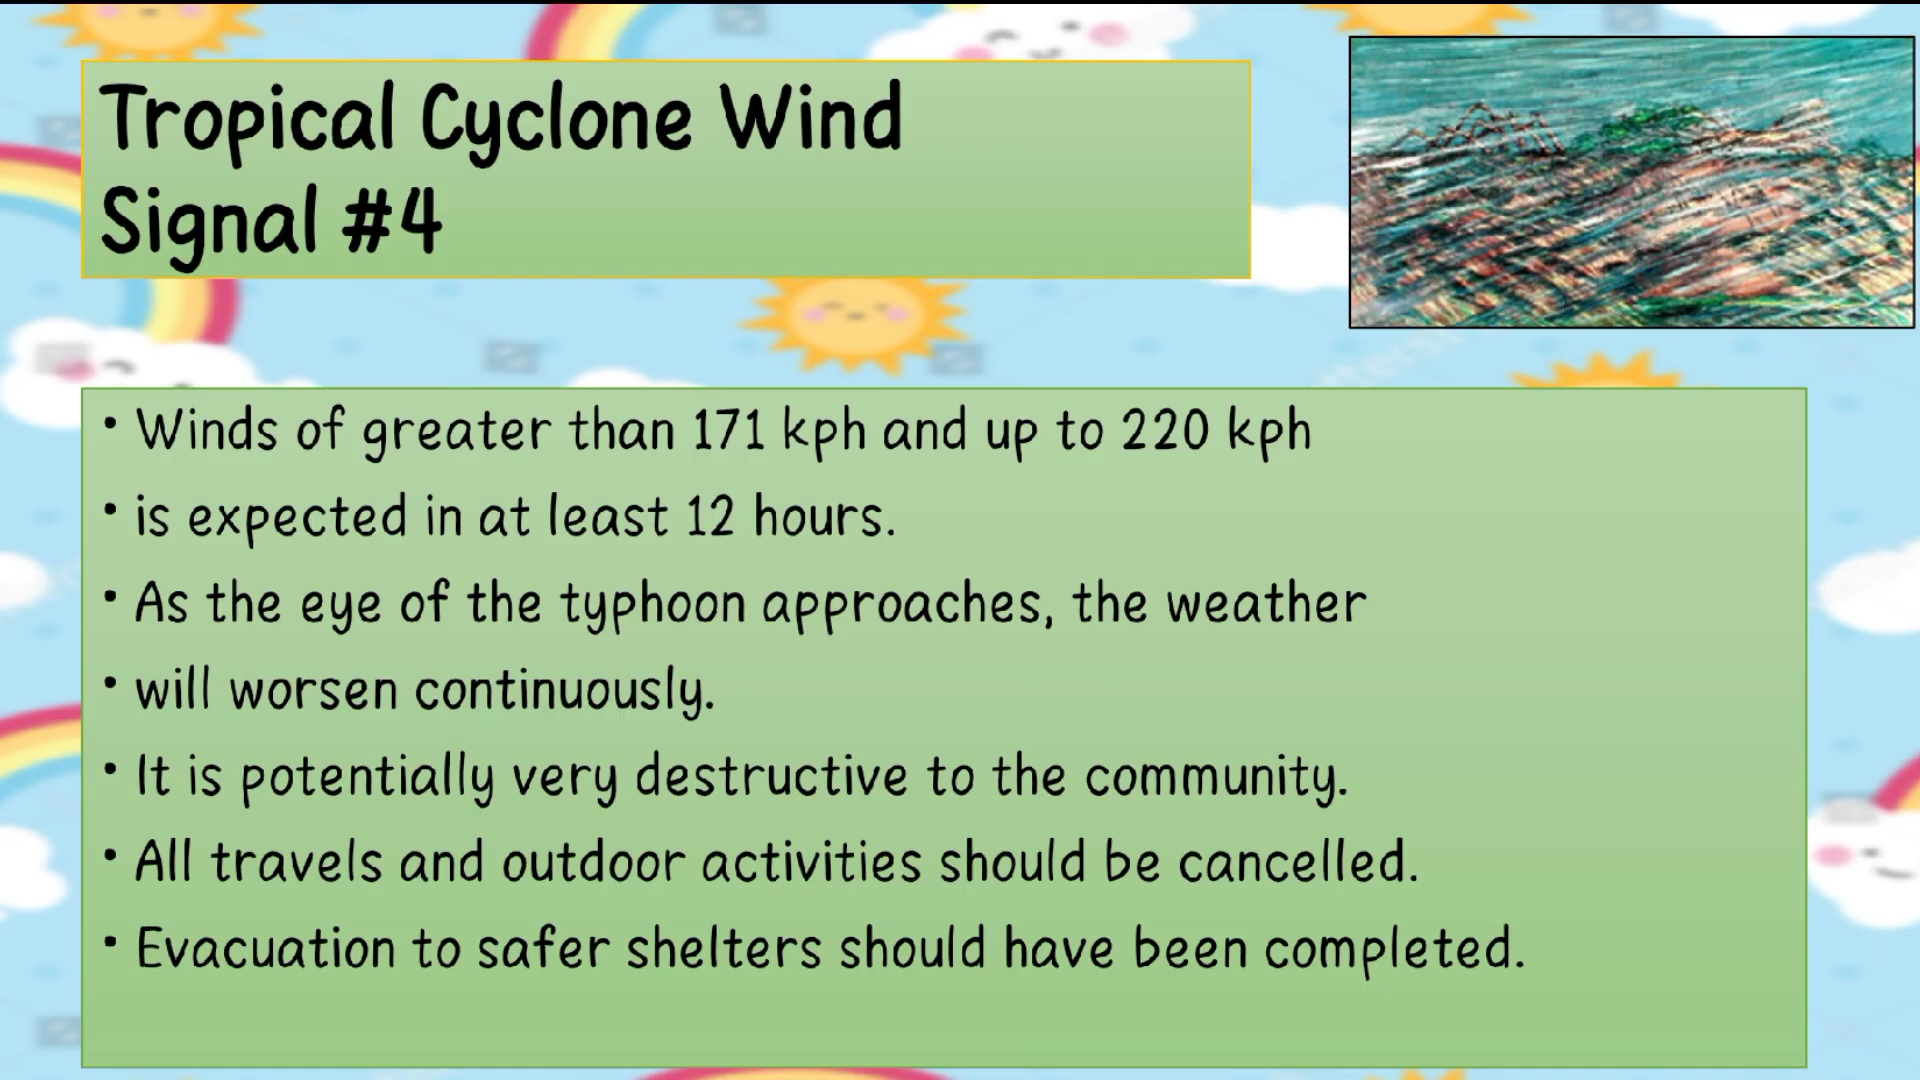 Tropical Cyclone Wind
Signal #4
• Winds of greater than 171 kph and up to 220 kph
• is expected in at least 12 hours.
• As the eye of the typhoon approaches, the weather
• will worsen continuously.
• It is potentially very destructive to the community.
• All travels and outdoor activities should be cancelled.
• Evacuation to safer shelters should have been completed.